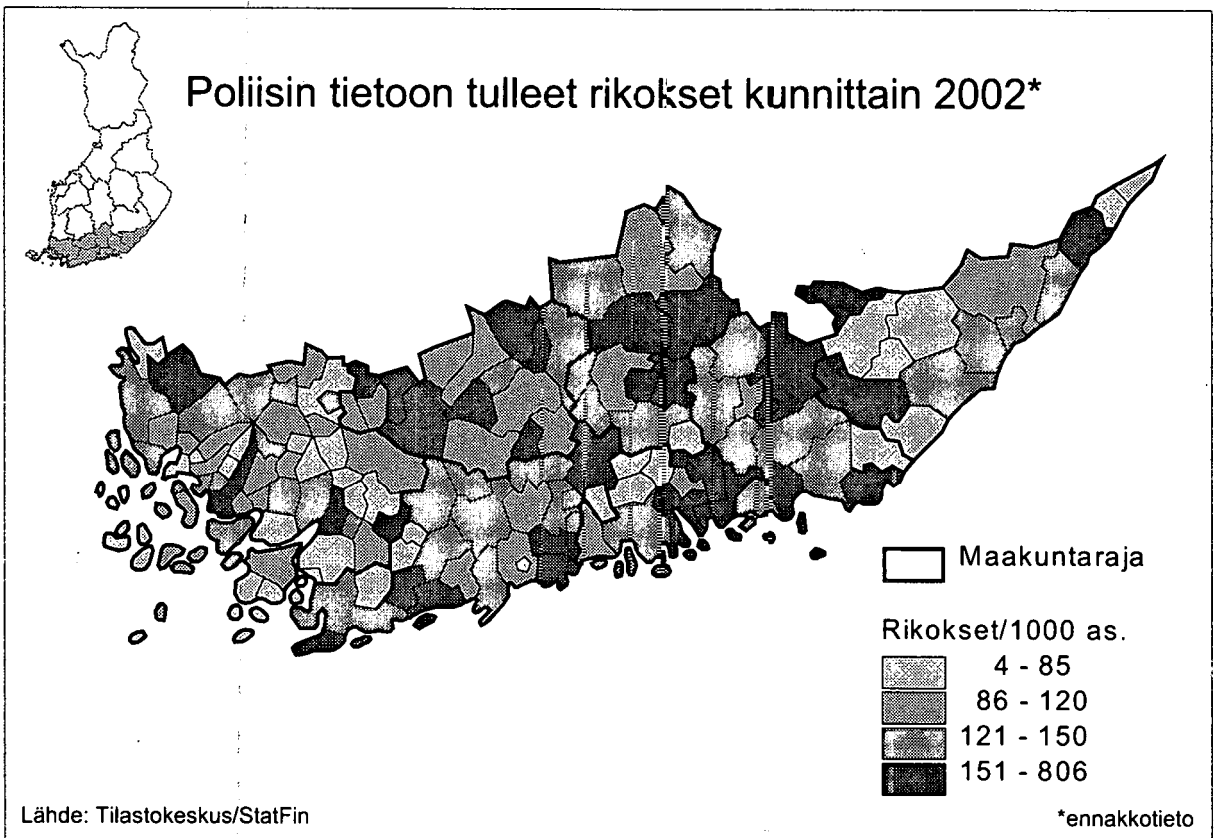 Poliisin tietoon tulleet rikokset kunnittain 2002*
Maakuntaraja
Rikokset/1000 as.
4 - 85
86 - 120
121 - 150
151 - 806
Lähde: Tilastokeskus/StatFin
*ennakkotieto